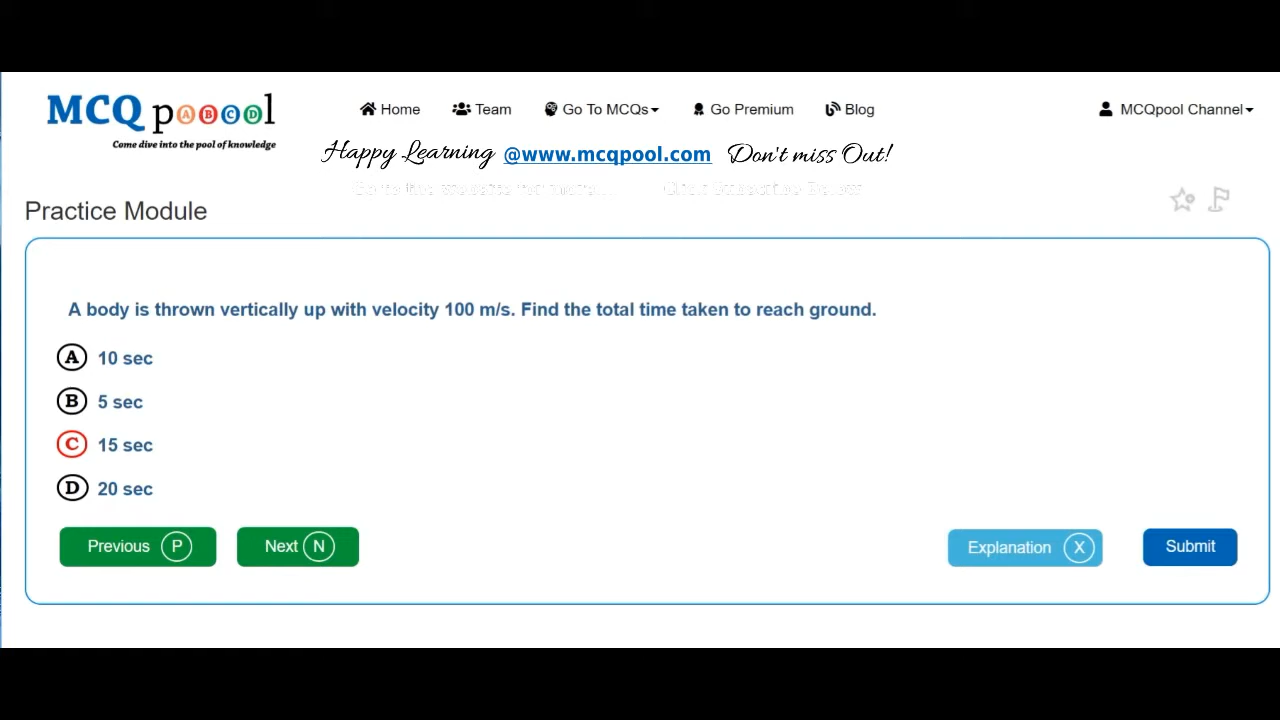 MCQ pABCDl
Come dive into the pool of knowledge
Home Team Go To MCQs Go Premium Blog MCQpool Channel
Happy Learning @www.mcqpool.com Don't miss Out!
Practice Module
A body is thrown vertically up with velocity 100 m/s. Find the total time taken to reach ground.
A 10 sec
B 5 sec
C 15 sec
D 20 sec
Previous P Next N Explanation X Submit